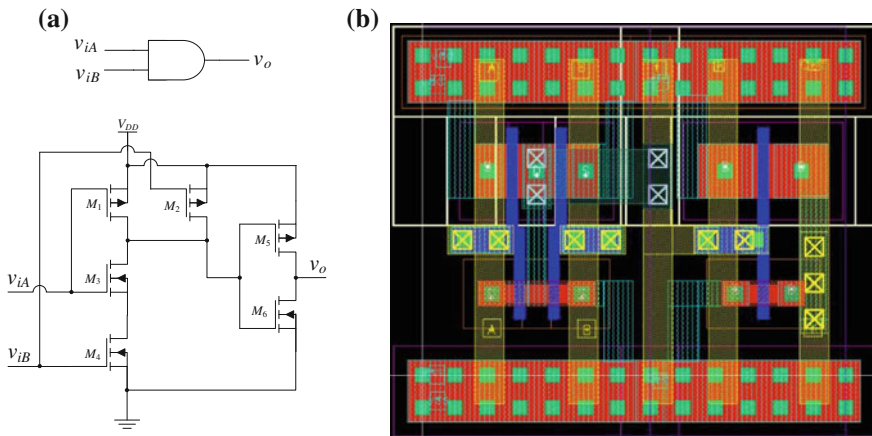 (a)
(b)
v_iA
v_iB
v_o
V_DD
M_1
M_2
M_5
M_3
v_o
v_iA
M_6
M_4
v_iB
A
B
A
B